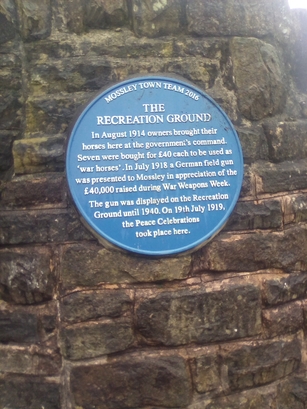 MOSSLEY TOWN TEAM 2016
THE
RECREATION GROUND
In August 1914 owners brought their
horses here at the government's command.
Seven were bought for £40 each to be used as
'war horses'. In July 1918 a German field gun
was presented to Mossley in appreciation of the
£40,000 raised during War Weapons Week.
The gun was displayed on the Recreation
Ground until 1940. On 19th July 1919,
the Peace Celebrations
took place here.